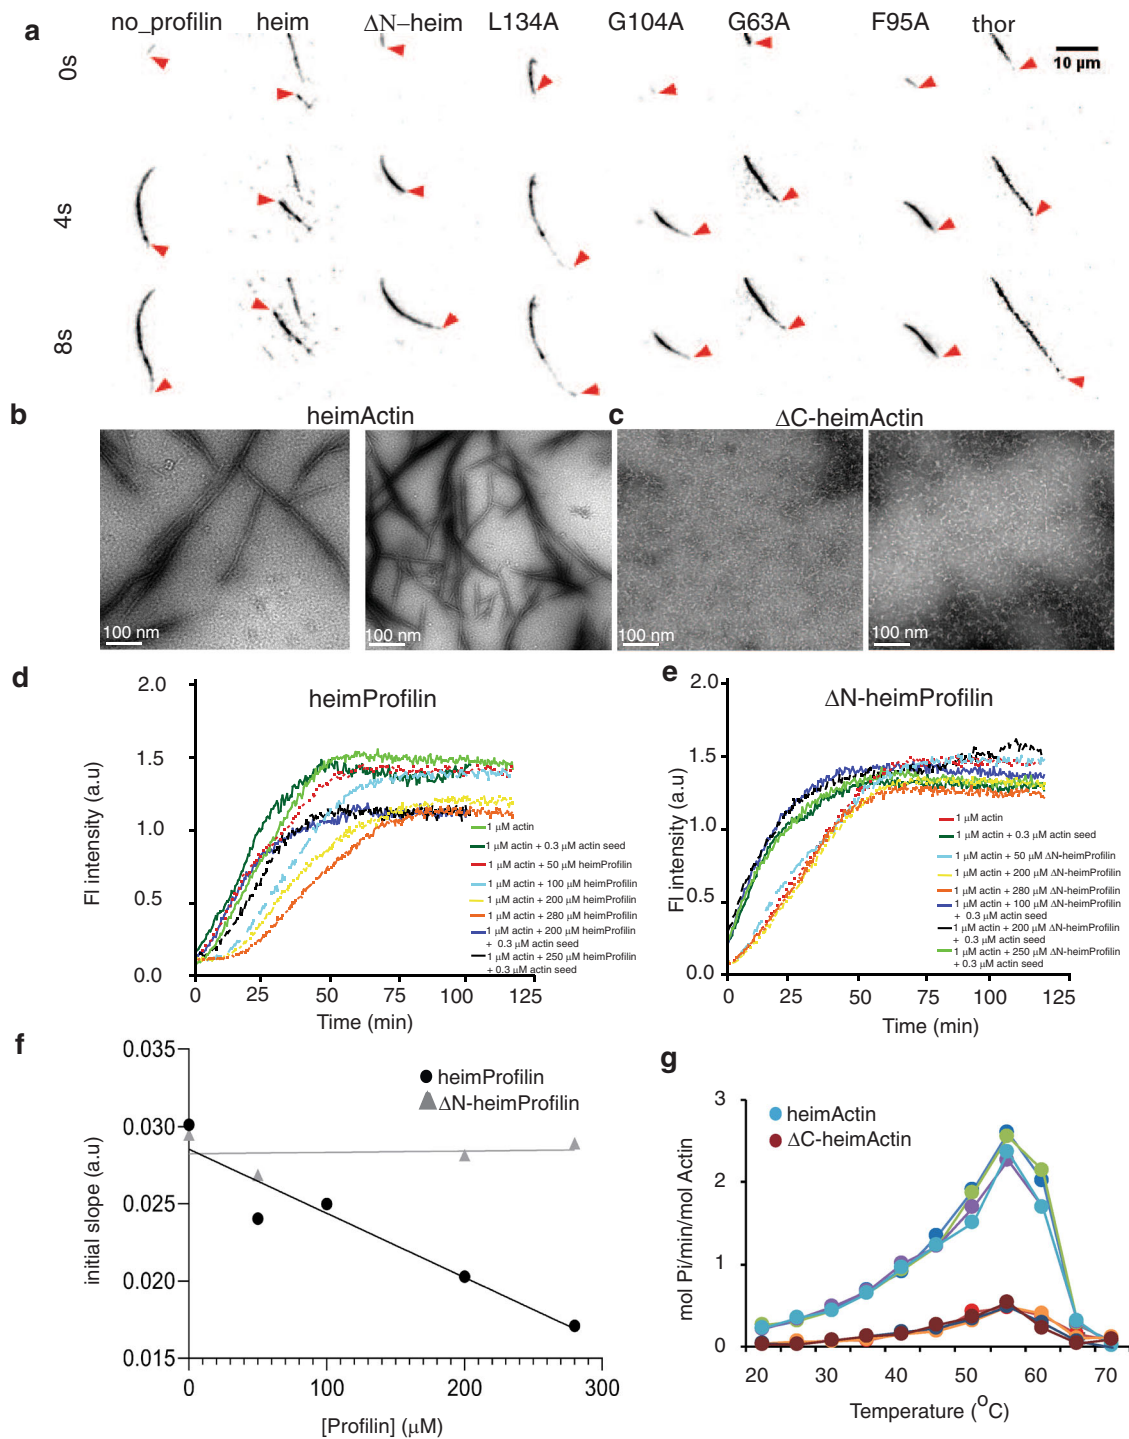 a
no_profilin heim ΔN–heim L134A G104A G63A F95A thor
0s
10 µm
4s
8s
b heimActin
c ΔC-heimActin
100 nm 100 nm 100 nm 100 nm
d
heimProfilin
FI intensity (a.u)
2.0
1.5
1.0
0.5
0.0
1 µM actin
1 µM actin + 0.3 µM actin seed
1 µM actin + 50 µM heimProfilin
1 µM actin + 100 µM heimProfilin
1 µM actin + 200 µM heimProfilin
1 µM actin + 280 µM heimProfilin
1 µM actin + 200 µM heimProfilin
+ 0.3 µM actin seed
1 µM actin + 250 µM heimProfilin
+ 0.3 µM actin seed
0 25 50 75 100 125
Time (min)
e
ΔN-heimProfilin
FI intensity (a.u)
2.0
1.5
1.0
0.5
0.0
1 µM actin
1 µM actin + 0.3 µM actin seed
1 µM actin + 50 µM ΔN-heimProfilin
1 µM actin + 200 µM ΔN-heimProfilin
1 µM actin + 280 µM ΔN-heimProfilin
1 µM actin + 100 µM ΔN-heimProfilin
+ 0.3 µM actin seed
1 µM actin + 200 µM ΔN-heimProfilin
+ 0.3 µM actin seed
1 µM actin + 250 µM ΔN-heimProfilin
+ 0.3 µM actin seed
0 25 50 75 100 125
Time (min)
f
initial slope (a.u)
0.035
0.030
0.025
0.020
0.015
heimProfilin
ΔN-heimProfilin
0 100 200 300
[Profilin] (µM)
g
mol Pi/min/mol Actin
3
2
1
0
heimActin
ΔC-heimActin
20 30 40 50 60 70
Temperature (°C)